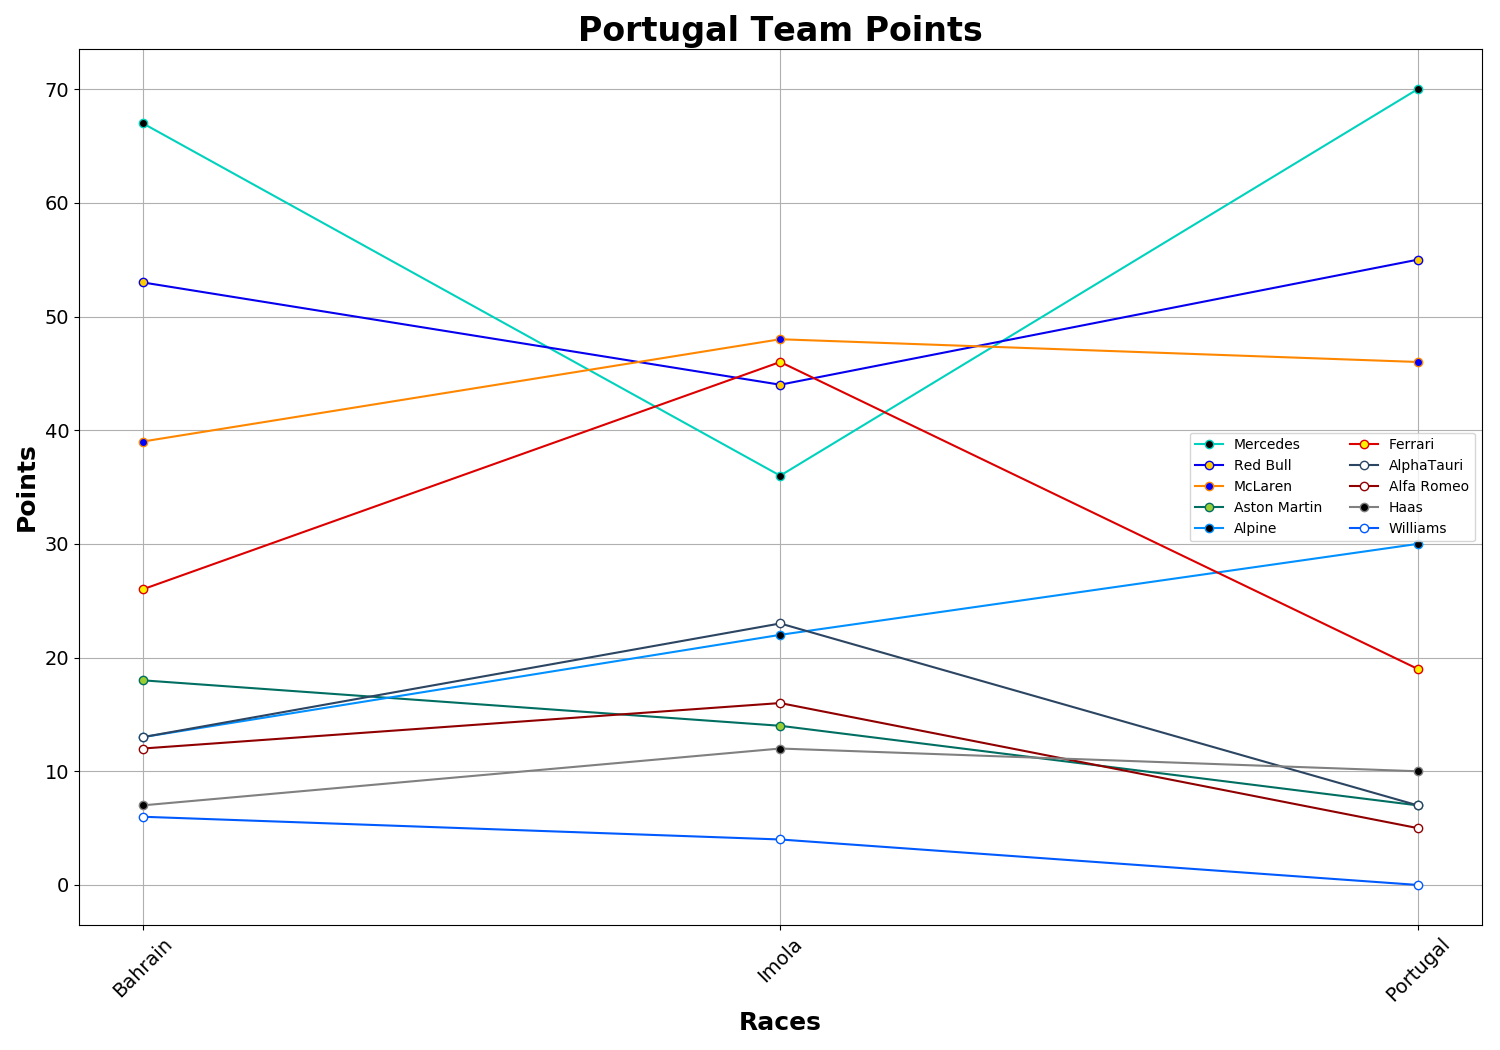 Portugal Team Points
Points
70
60
50
40
30
20
10
0
Mercedes
Red Bull
McLaren
Aston Martin
Alpine
Ferrari
AlphaTauri
Alfa Romeo
Haas
Williams
Bahrain
Imola
Portugal
Races